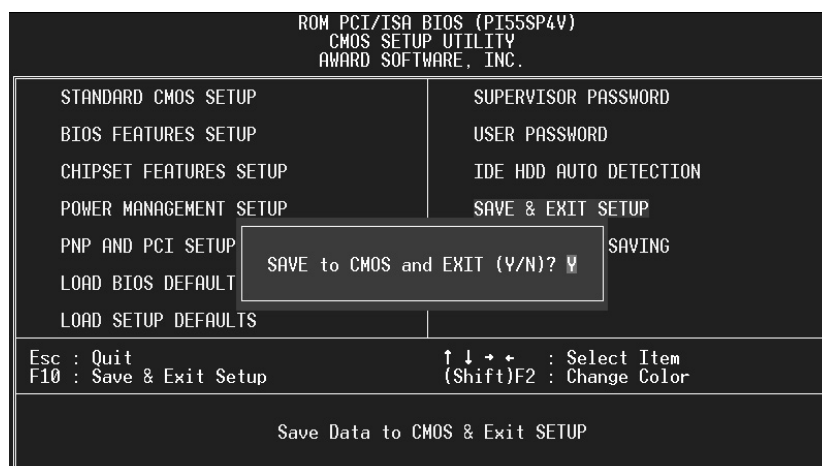 ROM PCI/ISA BIOS (PI55SP4V)
CMOS SETUP UTILITY
AWARD SOFTWARE, INC.
STANDARD CMOS SETUP
BIOS FEATURES SETUP
CHIPSET FEATURES SETUP
POWER MANAGEMENT SETUP
PNP AND PCI SETUP
LOAD BIOS DEFAULT
LOAD SETUP DEFAULTS
SUPERVISOR PASSWORD
USER PASSWORD
IDE HDD AUTO DETECTION
SAVE & EXIT SETUP
SAVING
SAVE to CMOS and EXIT (Y/N)? Y
Esc : Quit
F10 : Save & Exit Setup
↑ ↓ → ← : Select Item
(Shift)F2 : Change Color
Save Data to CMOS & Exit SETUP